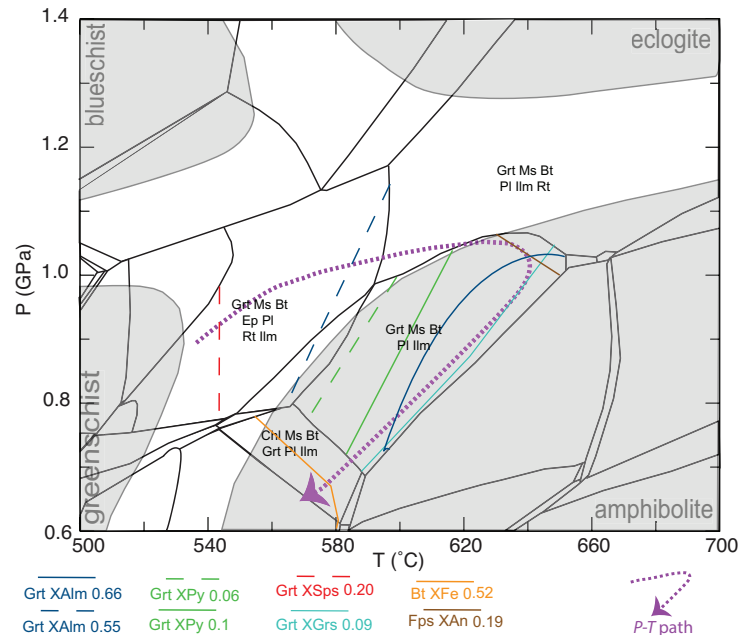 1.4
1.2
1.0
0.8
0.6
P (GPa)
blueschist
eclogite
Grt Ms Bt
Pl Ilm Rt
Grt Ms Bt
Ep Pl
Rt Ilm
Grt Ms Bt
Pl Ilm
Chl Ms Bt
Grt Pl Ilm
greenschist
amphibolite
500
540
580
620
660
700
T (˚C)
Grt XAlm 0.66
Grt XPy 0.06
Grt XSps 0.20
Bt XFe 0.52
Grt XAlm 0.55
Grt XPy 0.1
Grt XGrs 0.09
Fps XAn 0.19
P-T path